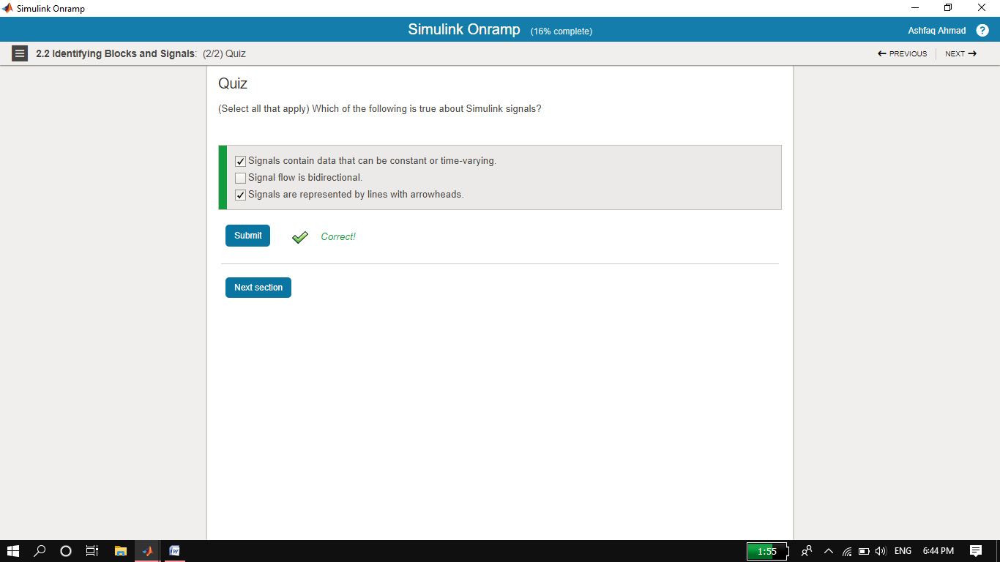 Simulink Onramp
Simulink Onramp (16% complete)
Ashfaq Ahmad ?
2.2 Identifying Blocks and Signals: (2/2) Quiz
PREVIOUS
NEXT
Quiz
(Select all that apply) Which of the following is true about Simulink signals?
Signals contain data that can be constant or time-varying.
Signal flow is bidirectional.
Signals are represented by lines with arrowheads.
Submit
Correct!
Next section
W
1:55
ENG
6:44 PM